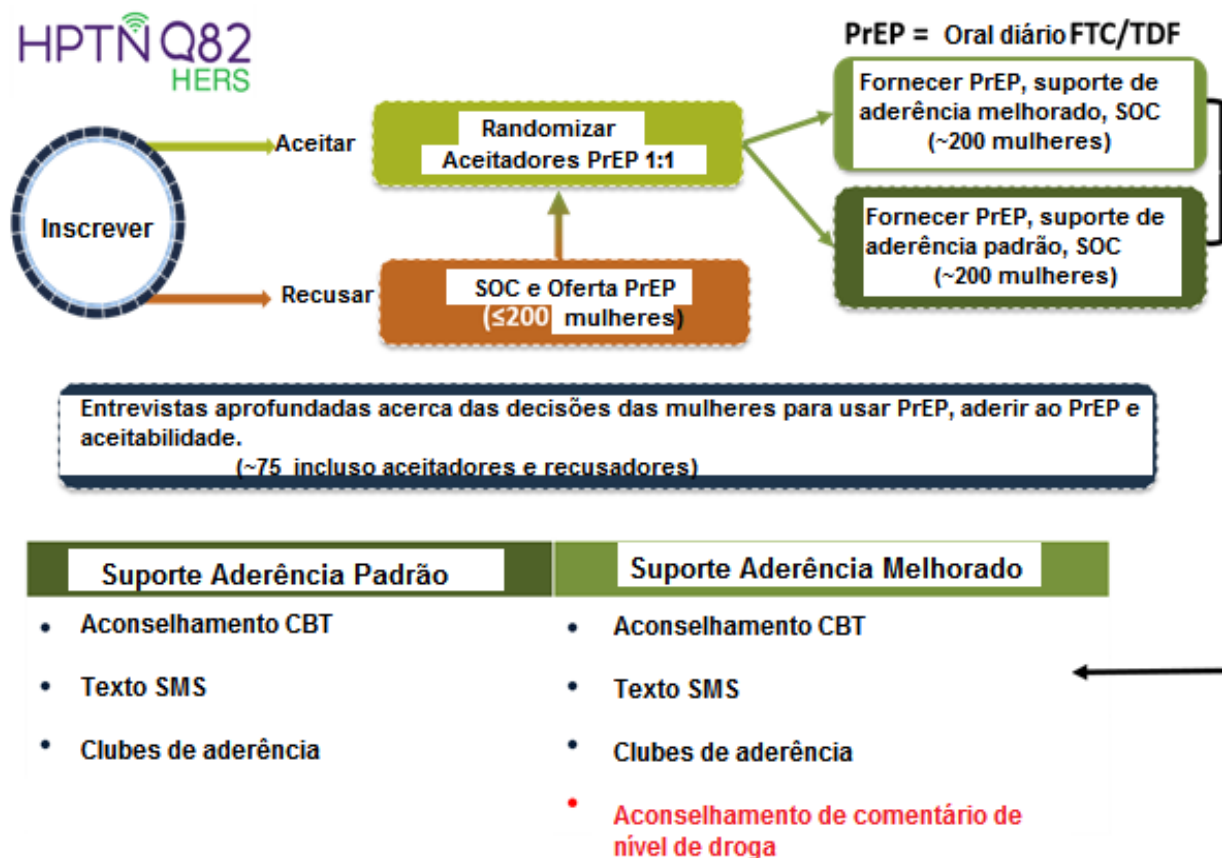 HPTN Q82
HERS
PrEP = Oral diário FTC/TDF
Inscrever
Aceitar
Recusar
Randomizar
Aceitadores PrEP 1:1
SOC e Oferta PrEP
(≤200 mulheres)
Fornecer PrEP, suporte de
aderência melhorado, SOC
(~200 mulheres)
Fornecer PrEP, suporte de
aderência padrão, SOC
(~200 mulheres)
Entrevistas aprofundadas acerca das decisões das mulheres para usar PrEP, aderir ao PrEP e
aceitabilidade.
(~75 incluso aceitadores e recusadores)
Suporte Aderência Padrão
• Aconselhamento CBT
• Texto SMS
• Clubes de aderência
Suporte Aderência Melhorado
• Aconselhamento CBT
• Texto SMS
• Clubes de aderência
• Aconselhamento de comentário de
nível de droga